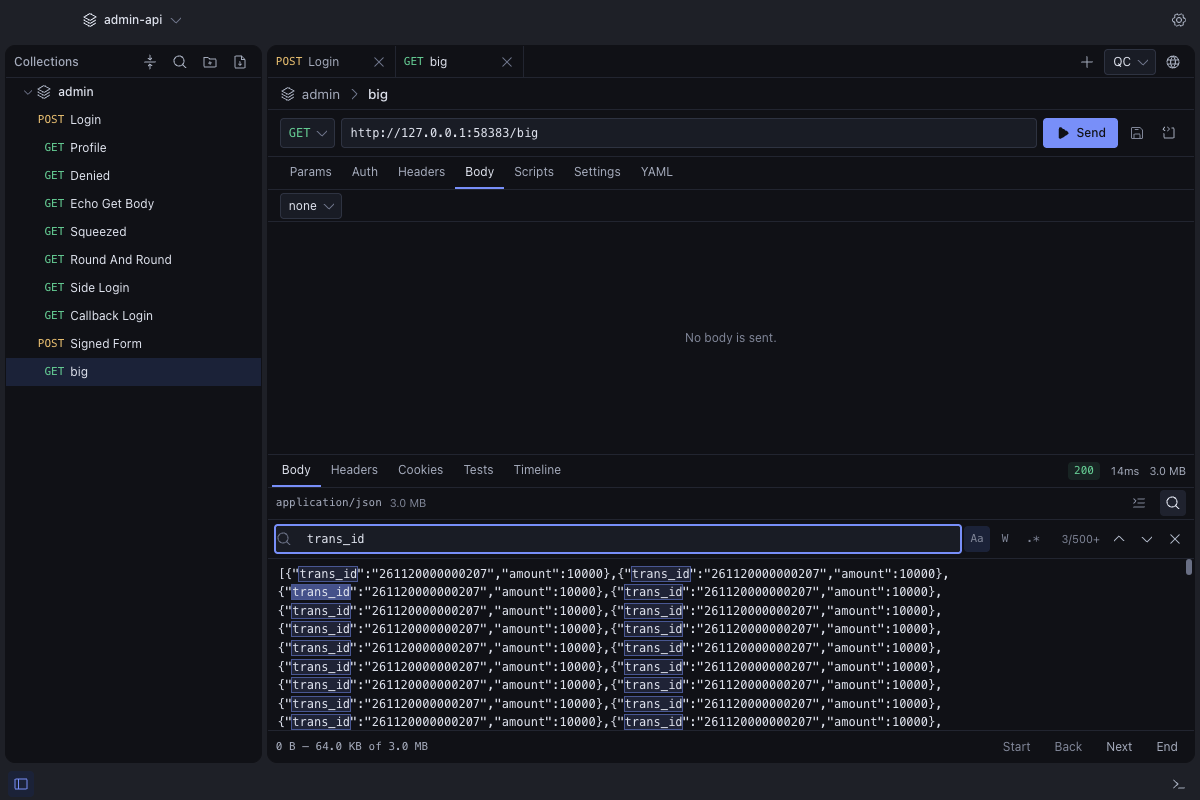 admin-api
Collections
admin
POST Login
GET Profile
GET Denied
GET Echo Get Body
GET Squeezed
GET Round And Round
GET Side Login
GET Callback Login
POST Signed Form
GET big
POST Login
GET big
QC
admin > big
GET http://127.0.0.1:58383/big Send
Params Auth Headers Body Scripts Settings YAML
none
No body is sent.
Body Headers Cookies Tests Timeline 200 14ms 3.0 MB
application/json 3.0 MB
trans_id Aa W .* 3/500+
[{"trans_id":"261120000000207","amount":10000},{"trans_id":"261120000000207","amount":10000},
{"trans_id":"261120000000207","amount":10000},{"trans_id":"261120000000207","amount":10000},
{"trans_id":"261120000000207","amount":10000},{"trans_id":"261120000000207","amount":10000},
{"trans_id":"261120000000207","amount":10000},{"trans_id":"261120000000207","amount":10000},
{"trans_id":"261120000000207","amount":10000},{"trans_id":"261120000000207","amount":10000},
{"trans_id":"261120000000207","amount":10000},{"trans_id":"261120000000207","amount":10000},
{"trans_id":"261120000000207","amount":10000},{"trans_id":"261120000000207","amount":10000},
{"trans_id":"261120000000207","amount":10000},{"trans_id":"261120000000207","amount":10000},
{"trans_id":"261120000000207","amount":10000},{"trans_id":"261120000000207","amount":10000},
0 B — 64.0 KB of 3.0 MB Start Back Next End